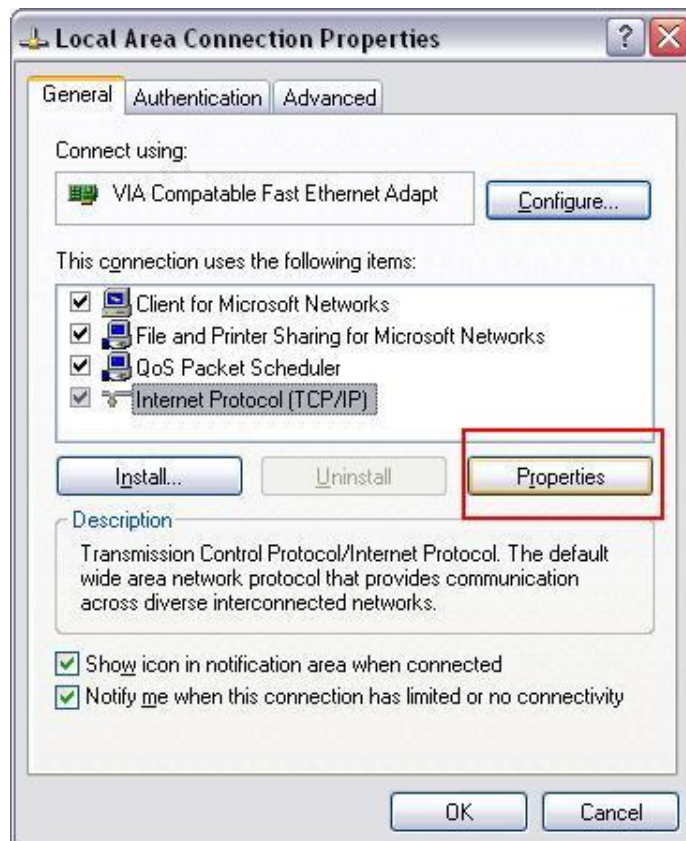 Local Area Connection Properties
General Authentication Advanced
Connect using:
VIA Compatable Fast Ethernet Adapt
Configure...
This connection uses the following items:
Client for Microsoft Networks
File and Printer Sharing for Microsoft Networks
QoS Packet Scheduler
Internet Protocol (TCP/IP)
Install... Uninstall Properties
Description
Transmission Control Protocol/Internet Protocol. The default
wide area network protocol that provides communication
across diverse interconnected networks.
Show icon in notification area when connected
Notify me when this connection has limited or no connectivity
OK Cancel